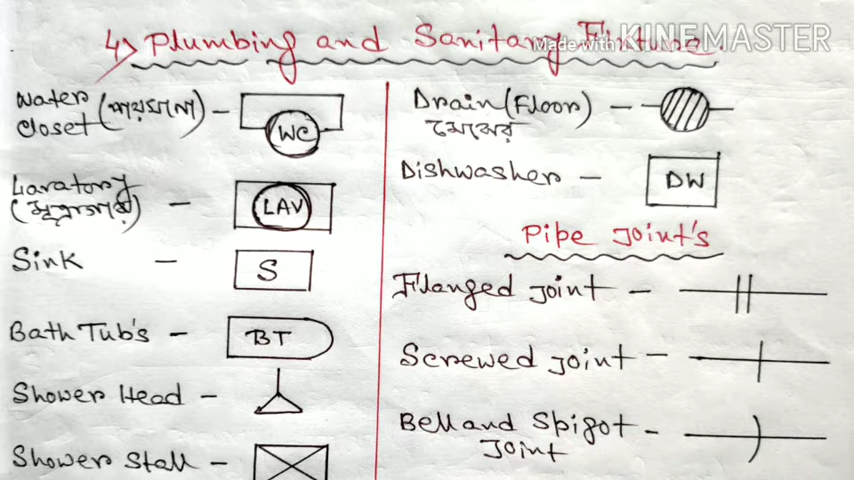 4) Plumbing and Sanitary Fixture.
Made with KINEMASTER
Water (পায়খানা) -
Closet
WC
Lavatory -
(মূত্রাগার)
LAV
Sink -
S
Bath Tub's -
BT
Shower Head -
Shower Stall -
Drain (Floor) -
মেঝের
Dishwasher -
DW
Pipe Joint's
Flanged Joint -
Screwed Joint -
Bell and Spigot -
Joint